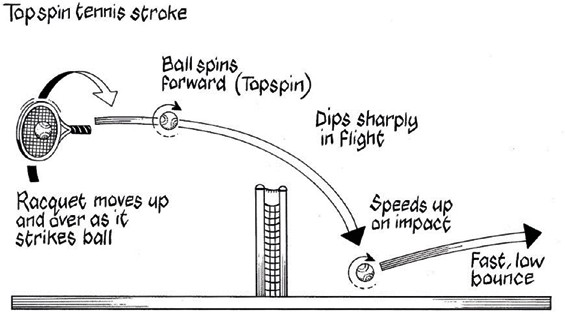 Topspin tennis stroke
Ball spins
forward (Topspin)
Dips sharply
in flight
Racquet moves up
and over as it
strikes ball
Speeds up
on impact
Fast, low
bounce